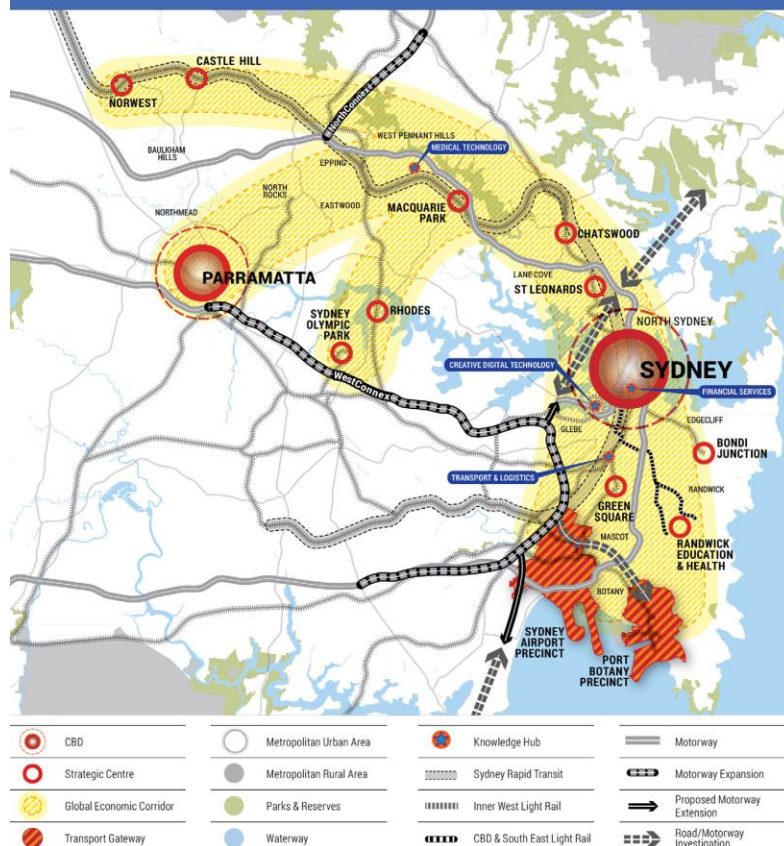 CASTLE HILL
NORWEST
NorthConnex
BAULKHAM
HILLS
WEST PENNANT HILLS
MEDICAL TECHNOLOGY
EPPING
NORTH
ROCKS
EASTWOOD
MACQUARIE
PARK
NORTHMEAD
CHATSWOOD
PARRAMATTA
LANE COVE
ST LEONARDS
RHODES
SYDNEY
OLYMPIC
PARK
NORTH SYDNEY
WestConnex
CREATIVE DIGITAL TECHNOLOGY
SYDNEY
FINANCIAL SERVICES
GLEBE
EDGECLIFF
BONDI
JUNCTION
TRANSPORT & LOGISTICS
RANDWICK
GREEN
SQUARE
MASCOT
RANDWICK
EDUCATION
& HEALTH
BOTANY
SYDNEY
AIRPORT
PRECINCT
PORT
BOTANY
PRECINCT
CBD
Metropolitan Urban Area
Knowledge Hub
Motorway
Strategic Centre
Metropolitan Rural Area
Sydney Rapid Transit
Motorway Expansion
Global Economic Corridor
Parks & Reserves
Inner West Light Rail
Proposed Motorway
Extension
Transport Gateway
Waterway
CBD & South East Light Rail
Road/Motorway
Investigation